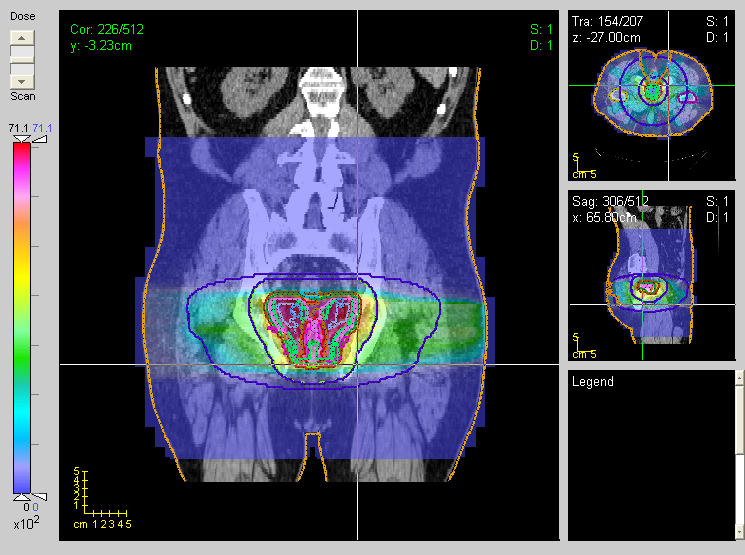 Dose
Scan
71.1 71.1
0 0
x10²
Cor: 226/512
y: -3.23cm
S: 1
D: 1
5
4
3
2
1
cm 1 2 3 4 5
Tra: 154/207
z: -27.00cm
S: 1
D: 1
5
cm 5
Sag: 306/512
x: 65.80cm
S: 1
D: 1
5
cm 5
Legend